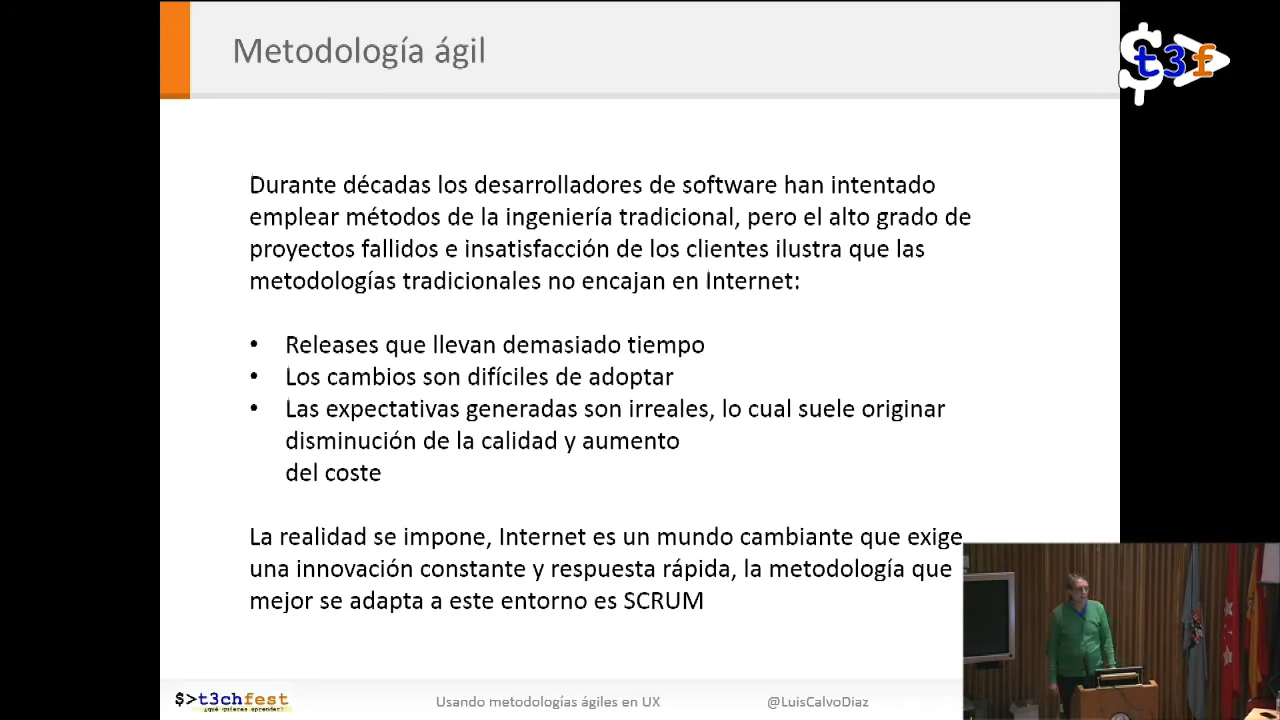 Metodología ágil
t3f
Durante décadas los desarrolladores de software han intentado
emplear métodos de la ingeniería tradicional, pero el alto grado de
proyectos fallidos e insatisfacción de los clientes ilustra que las
metodologías tradicionales no encajan en Internet:
• Releases que llevan demasiado tiempo
• Los cambios son difíciles de adoptar
• Las expectativas generadas son irreales, lo cual suele originar
disminución de la calidad y aumento
del coste
La realidad se impone, Internet es un mundo cambiante que exige
una innovación constante y respuesta rápida, la metodología que
mejor se adapta a este entorno es SCRUM
$>t3chfest
¿qué quieres aprender?
Usando metodologías ágiles en UX
@LuisCalvoDiaz